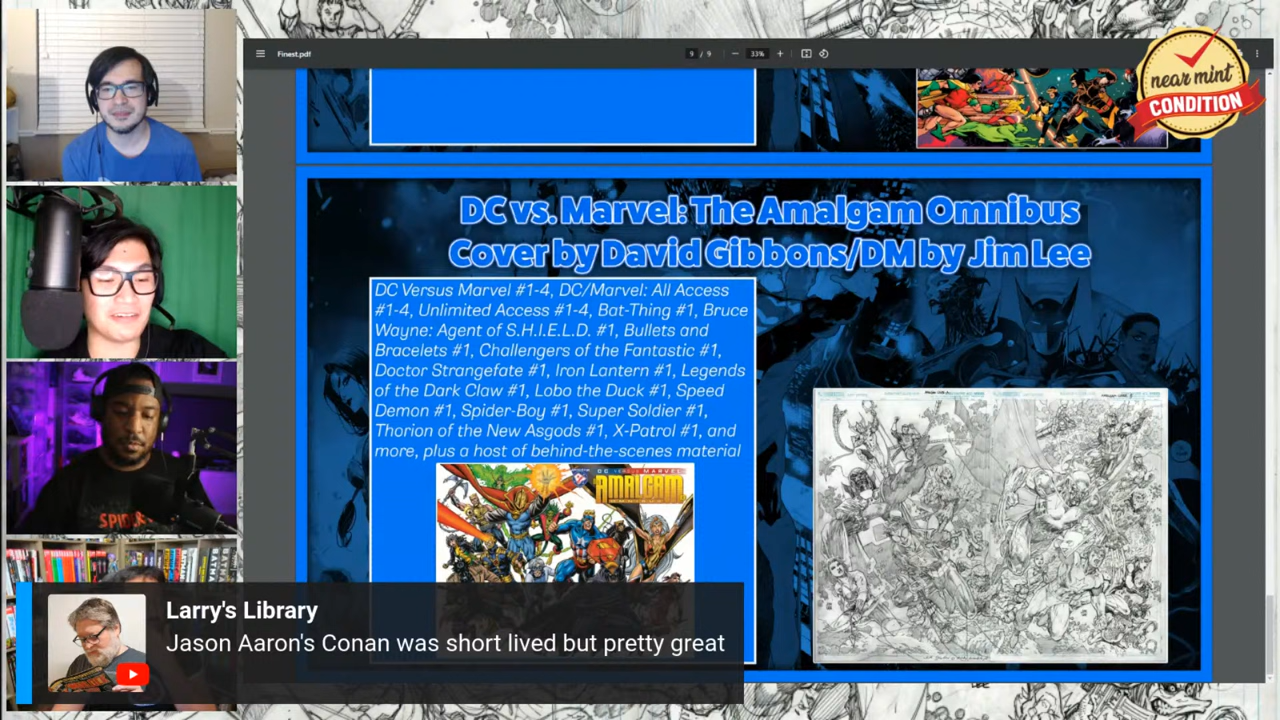 Finest.pdf
9 / 9
33%
near mint
CONDITION
DC vs. Marvel: The Amalgam Omnibus
Cover by David Gibbons/DM by Jim Lee
DC Versus Marvel #1-4, DC/Marvel: All Access
#1-4, Unlimited Access #1-4, Bat-Thing #1, Bruce
Wayne: Agent of S.H.I.E.L.D. #1, Bullets and
Bracelets #1, Challengers of the Fantastic #1,
Doctor Strangefate #1, Iron Lantern #1, Legends
of the Dark Claw #1, Lobo the Duck #1, Speed
Demon #1, Spider-Boy #1, Super Soldier #1,
Thorion of the New Asgods #1, X-Patrol #1, and
more, plus a host of behind-the-scenes material
DC VERSUS MARVEL
AMALGAM
Larry's Library
Jason Aaron's Conan was short lived but pretty great